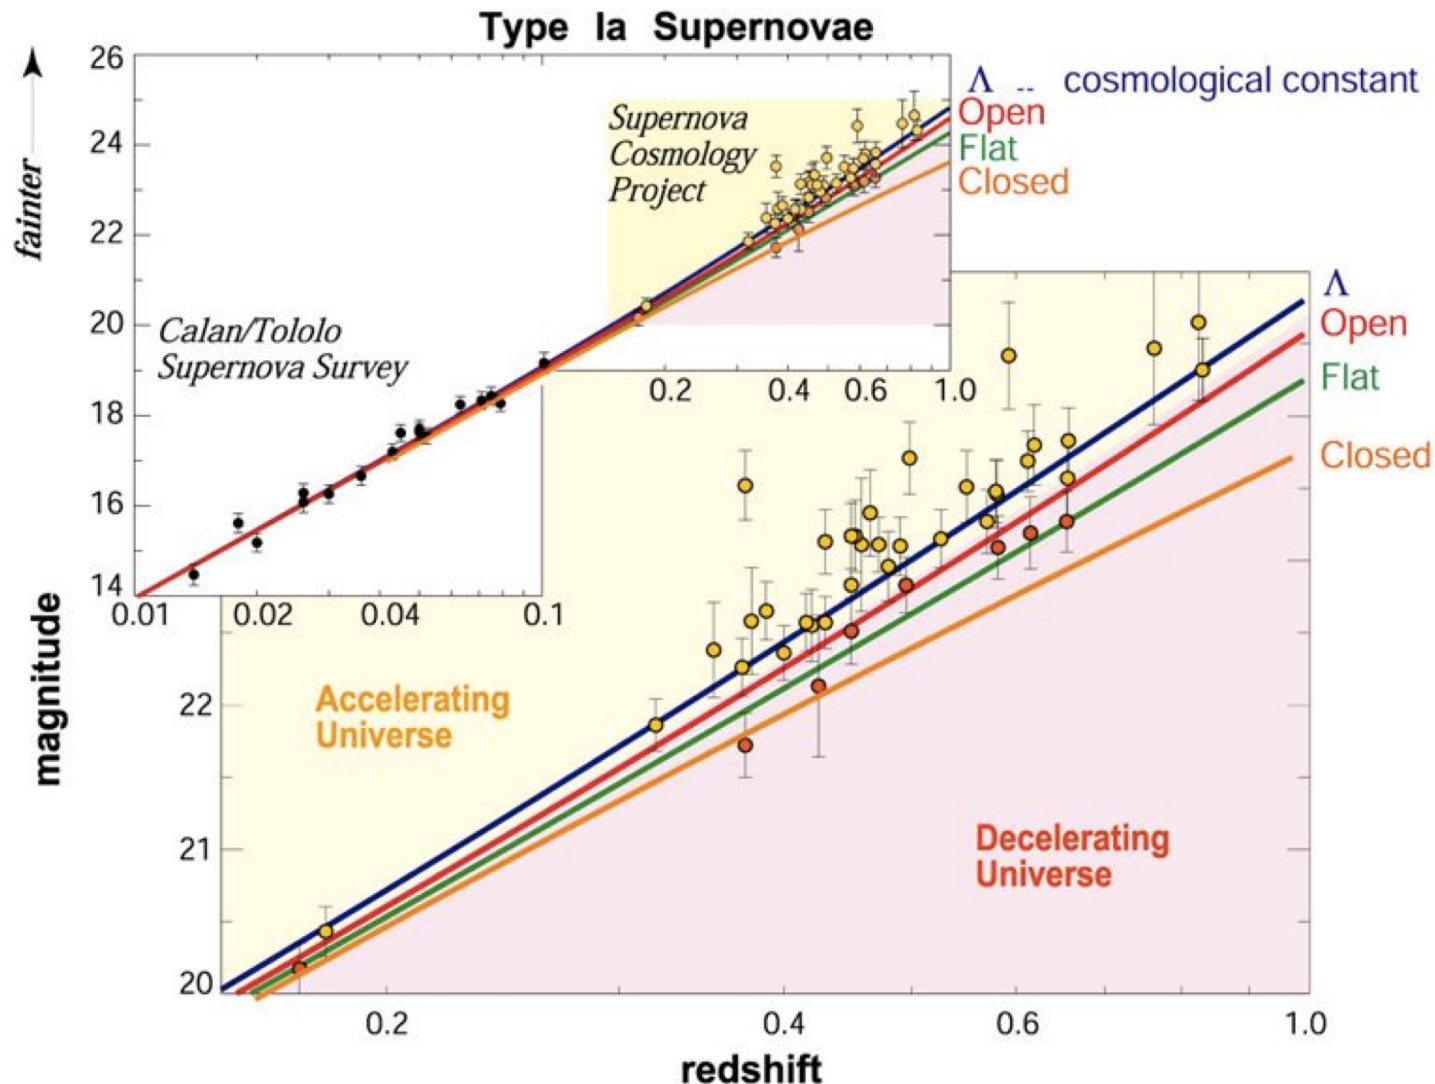 Type Ia Supernovae
26
24
22
20
18
16
14
fainter
Λ -- cosmological constant
Open
Flat
Closed
Supernova
Cosmology
Project
Calan/Tololo
Supernova Survey
0.2 0.4 0.6 1.0
0.01 0.02 0.04 0.1
Λ
Open
Flat
Closed
magnitude
Accelerating
Universe
Decelerating
Universe
22
21
20
0.2 0.4 0.6 1.0
redshift